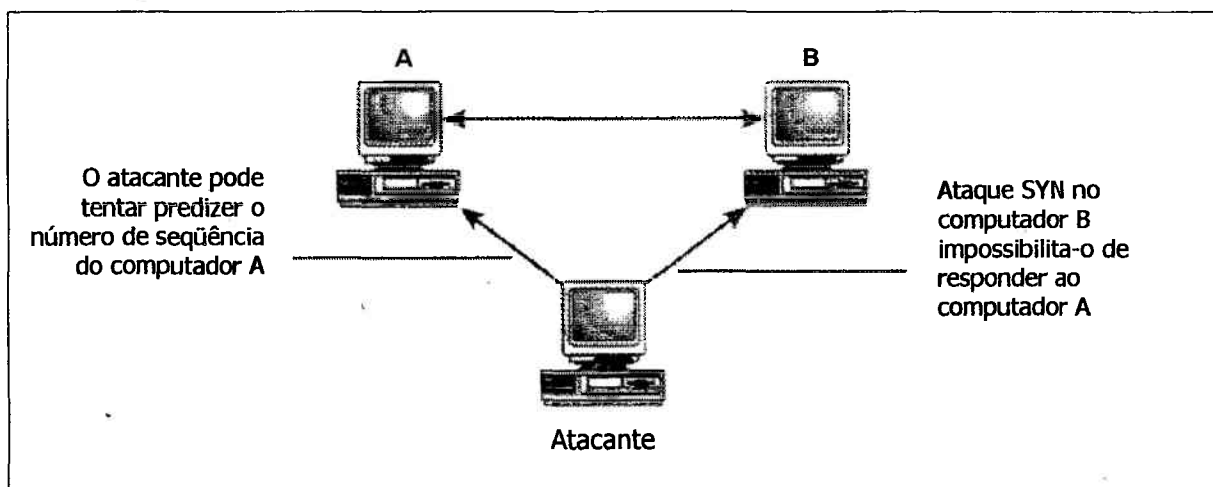 A
B
O atacante pode
tentar predizer o
número de seqüência
do computador A
Ataque SYN no
computador B
impossibilita-o de
responder ao
computador A
Atacante